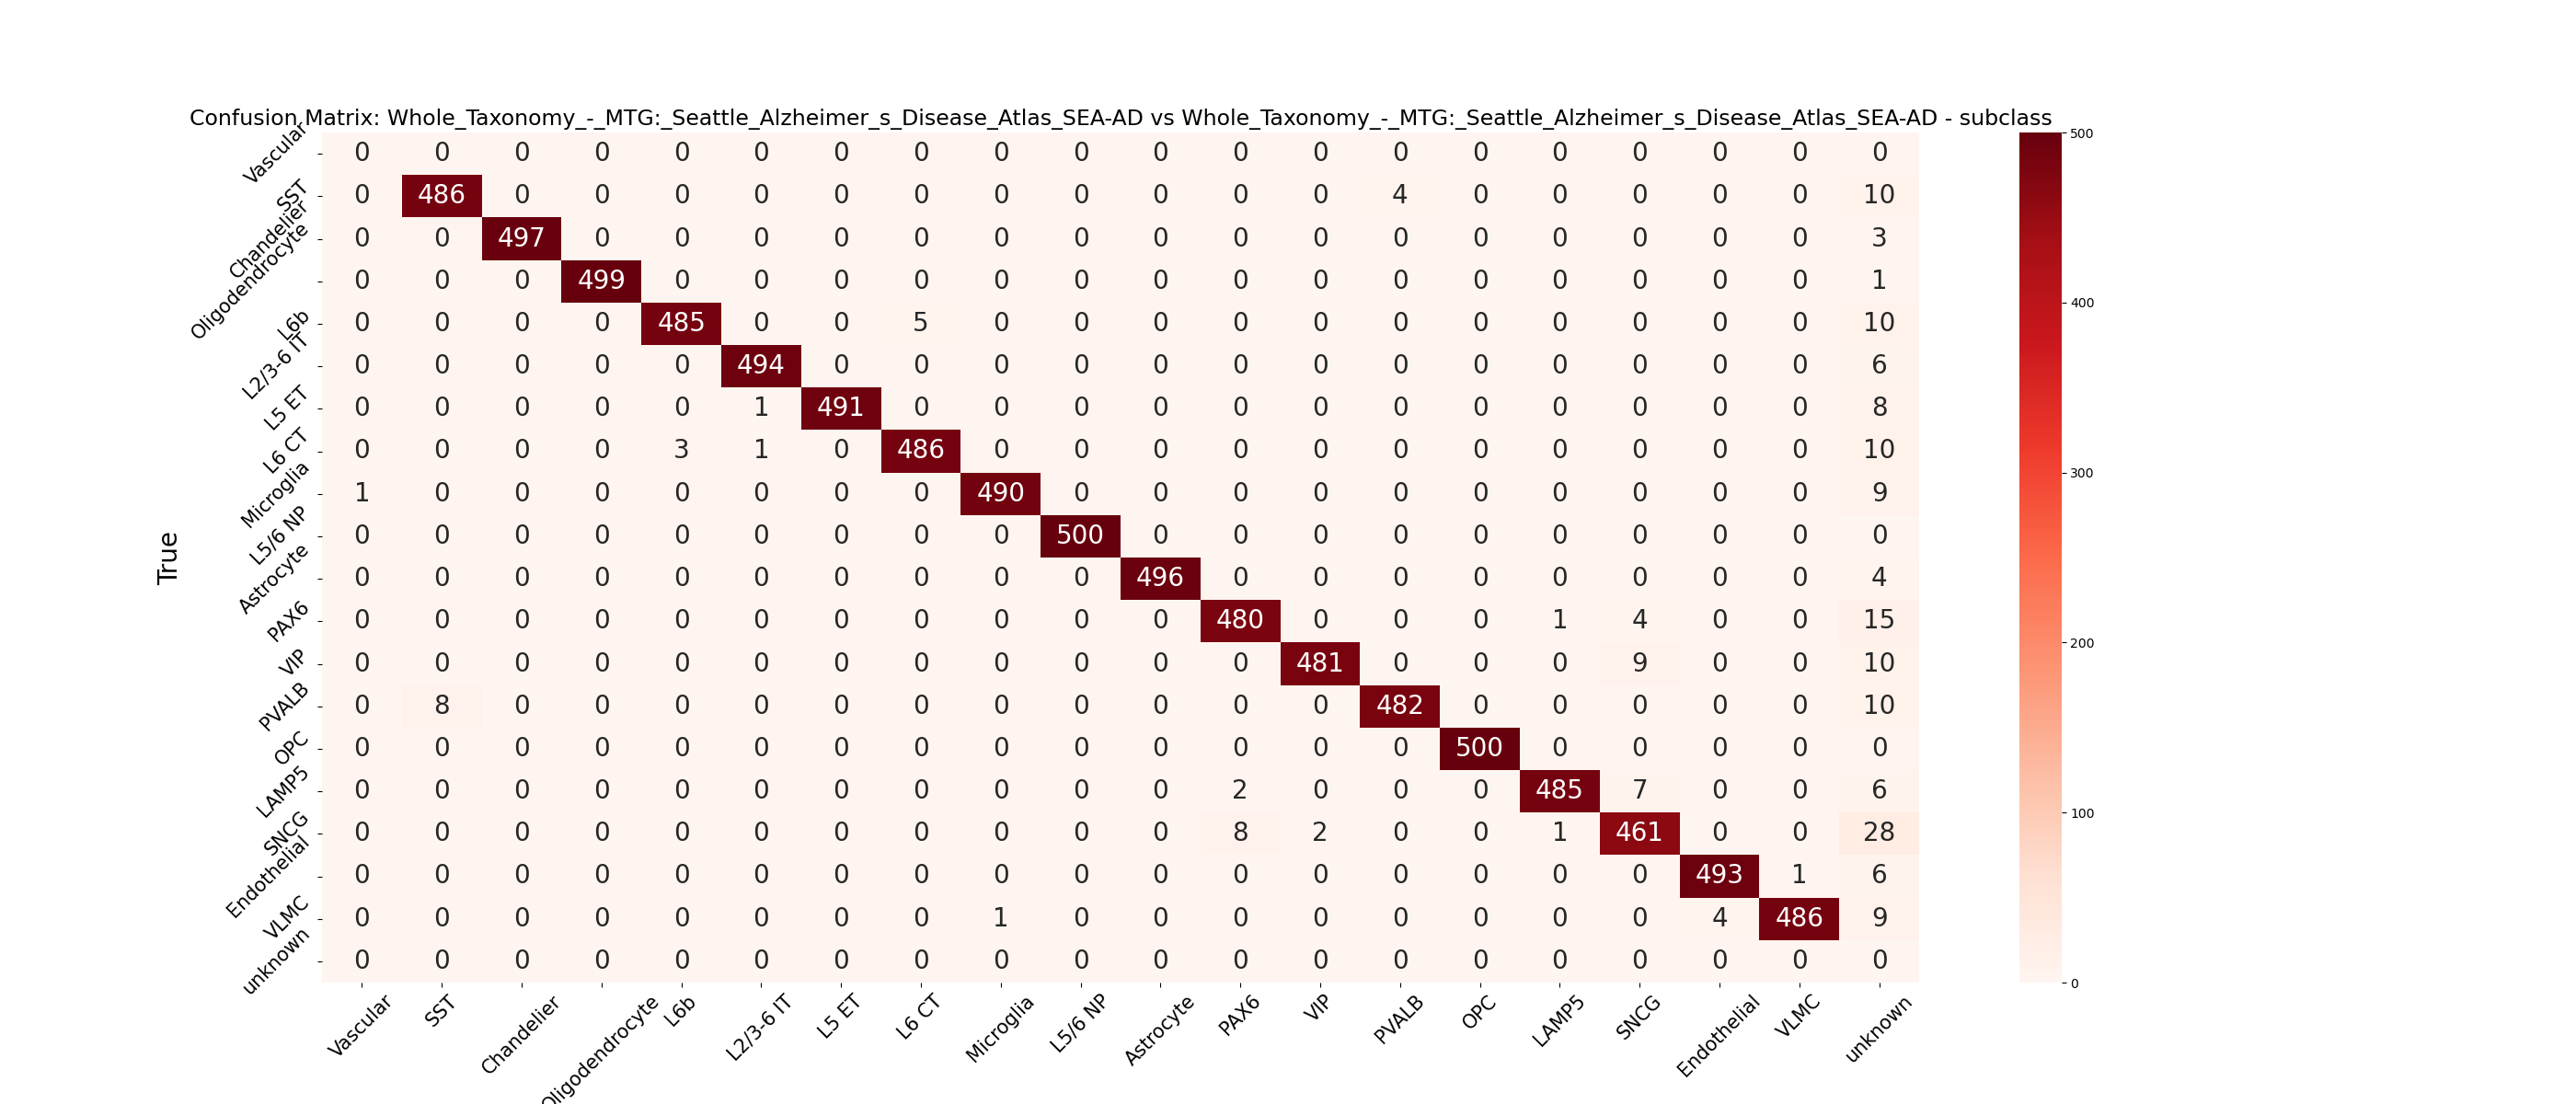 Confusion Matrix: Whole_Taxonomy_-_MTG:_Seattle_Alzheimer_s_Disease_Atlas_SEA-AD vs Whole_Taxonomy_-_MTG:_Seattle_Alzheimer_s_Disease_Atlas_SEA-AD - subclass
True
Vascular 0 0 0 0 0 0 0 0 0 0 0 0 0 0 0 0 0 0 0 0
SST 0 486 0 0 0 0 0 0 0 0 0 0 0 4 0 0 0 0 0 10
Chandelier 0 0 497 0 0 0 0 0 0 0 0 0 0 0 0 0 0 0 0 3
Oligodendrocyte 0 0 0 499 0 0 0 0 0 0 0 0 0 0 0 0 0 0 0 1
L6b 0 0 0 0 485 0 0 5 0 0 0 0 0 0 0 0 0 0 0 10
L2/3-6 IT 0 0 0 0 0 494 0 0 0 0 0 0 0 0 0 0 0 0 0 6
L5 ET 0 0 0 0 0 1 491 0 0 0 0 0 0 0 0 0 0 0 0 8
L6 CT 0 0 0 0 3 1 0 486 0 0 0 0 0 0 0 0 0 0 0 10
Microglia 1 0 0 0 0 0 0 0 490 0 0 0 0 0 0 0 0 0 0 9
L5/6 NP 0 0 0 0 0 0 0 0 0 500 0 0 0 0 0 0 0 0 0 0
Astrocyte 0 0 0 0 0 0 0 0 0 0 496 0 0 0 0 0 0 0 0 4
PAX6 0 0 0 0 0 0 0 0 0 0 0 480 0 0 0 1 4 0 0 15
VIP 0 0 0 0 0 0 0 0 0 0 0 0 481 0 0 0 9 0 0 10
PVALB 0 8 0 0 0 0 0 0 0 0 0 0 0 482 0 0 0 0 0 10
OPC 0 0 0 0 0 0 0 0 0 0 0 0 0 0 500 0 0 0 0 0
LAMP5 0 0 0 0 0 0 0 0 0 0 0 2 0 0 0 485 7 0 0 6
SNCG 0 0 0 0 0 0 0 0 0 0 0 8 2 0 0 1 461 0 0 28
Endothelial 0 0 0 0 0 0 0 0 0 0 0 0 0 0 0 0 0 493 1 6
VLMC 0 0 0 0 0 0 0 0 1 0 0 0 0 0 0 0 0 4 486 9
unknown 0 0 0 0 0 0 0 0 0 0 0 0 0 0 0 0 0 0 0 0
Vascular SST Chandelier Oligodendrocyte L6b L2/3-6 IT L5 ET L6 CT Microglia L5/6 NP Astrocyte PAX6 VIP PVALB OPC LAMP5 SNCG Endothelial VLMC unknown
500
400
300
200
100
0